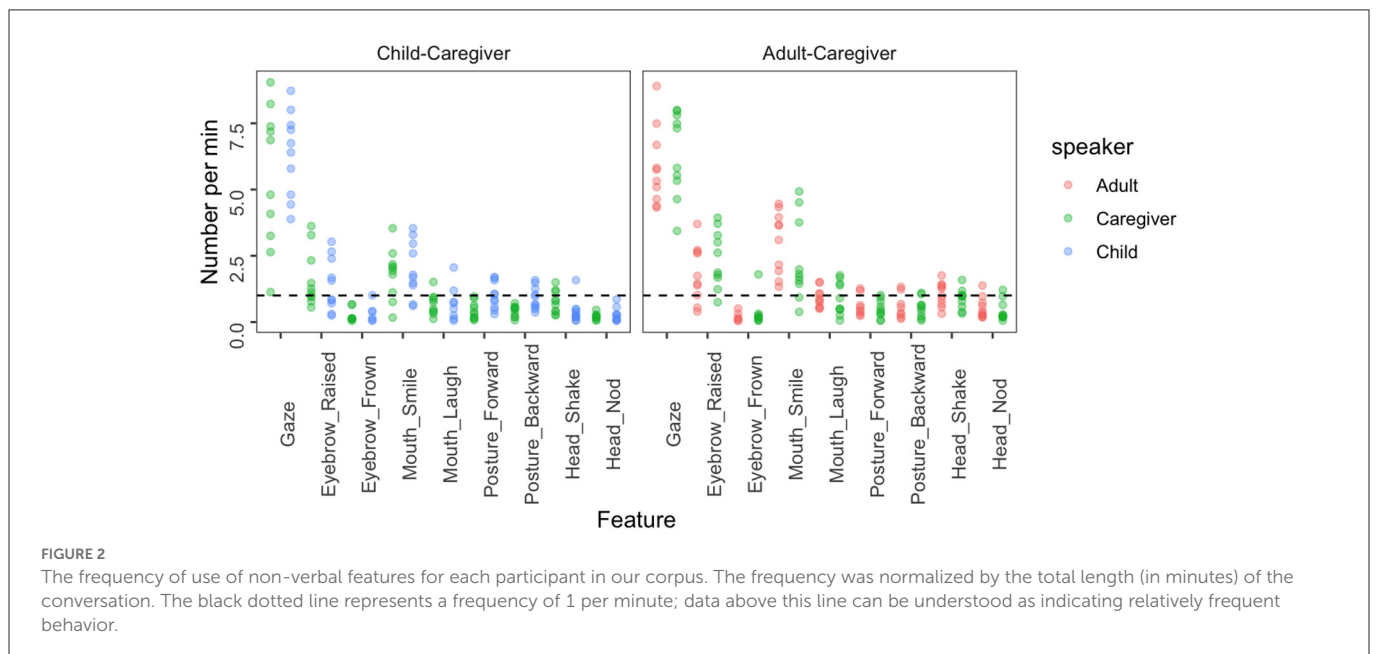 Child-Caregiver
Adult-Caregiver
Number per min
7.5
5.0
2.5
0.0
Gaze
Eyebrow_Raised
Eyebrow_Frown
Mouth_Smile
Mouth_Laugh
Posture_Forward
Posture_Backward
Head_Shake
Head_Nod
Gaze
Eyebrow_Raised
Eyebrow_Frown
Mouth_Smile
Mouth_Laugh
Posture_Forward
Posture_Backward
Head_Shake
Head_Nod
Feature
speaker
Adult
Caregiver
Child
FIGURE 2
The frequency of use of non-verbal features for each participant in our corpus. The frequency was normalized by the total length (in minutes) of the
conversation. The black dotted line represents a frequency of 1 per minute; data above this line can be understood as indicating relatively frequent
behavior.